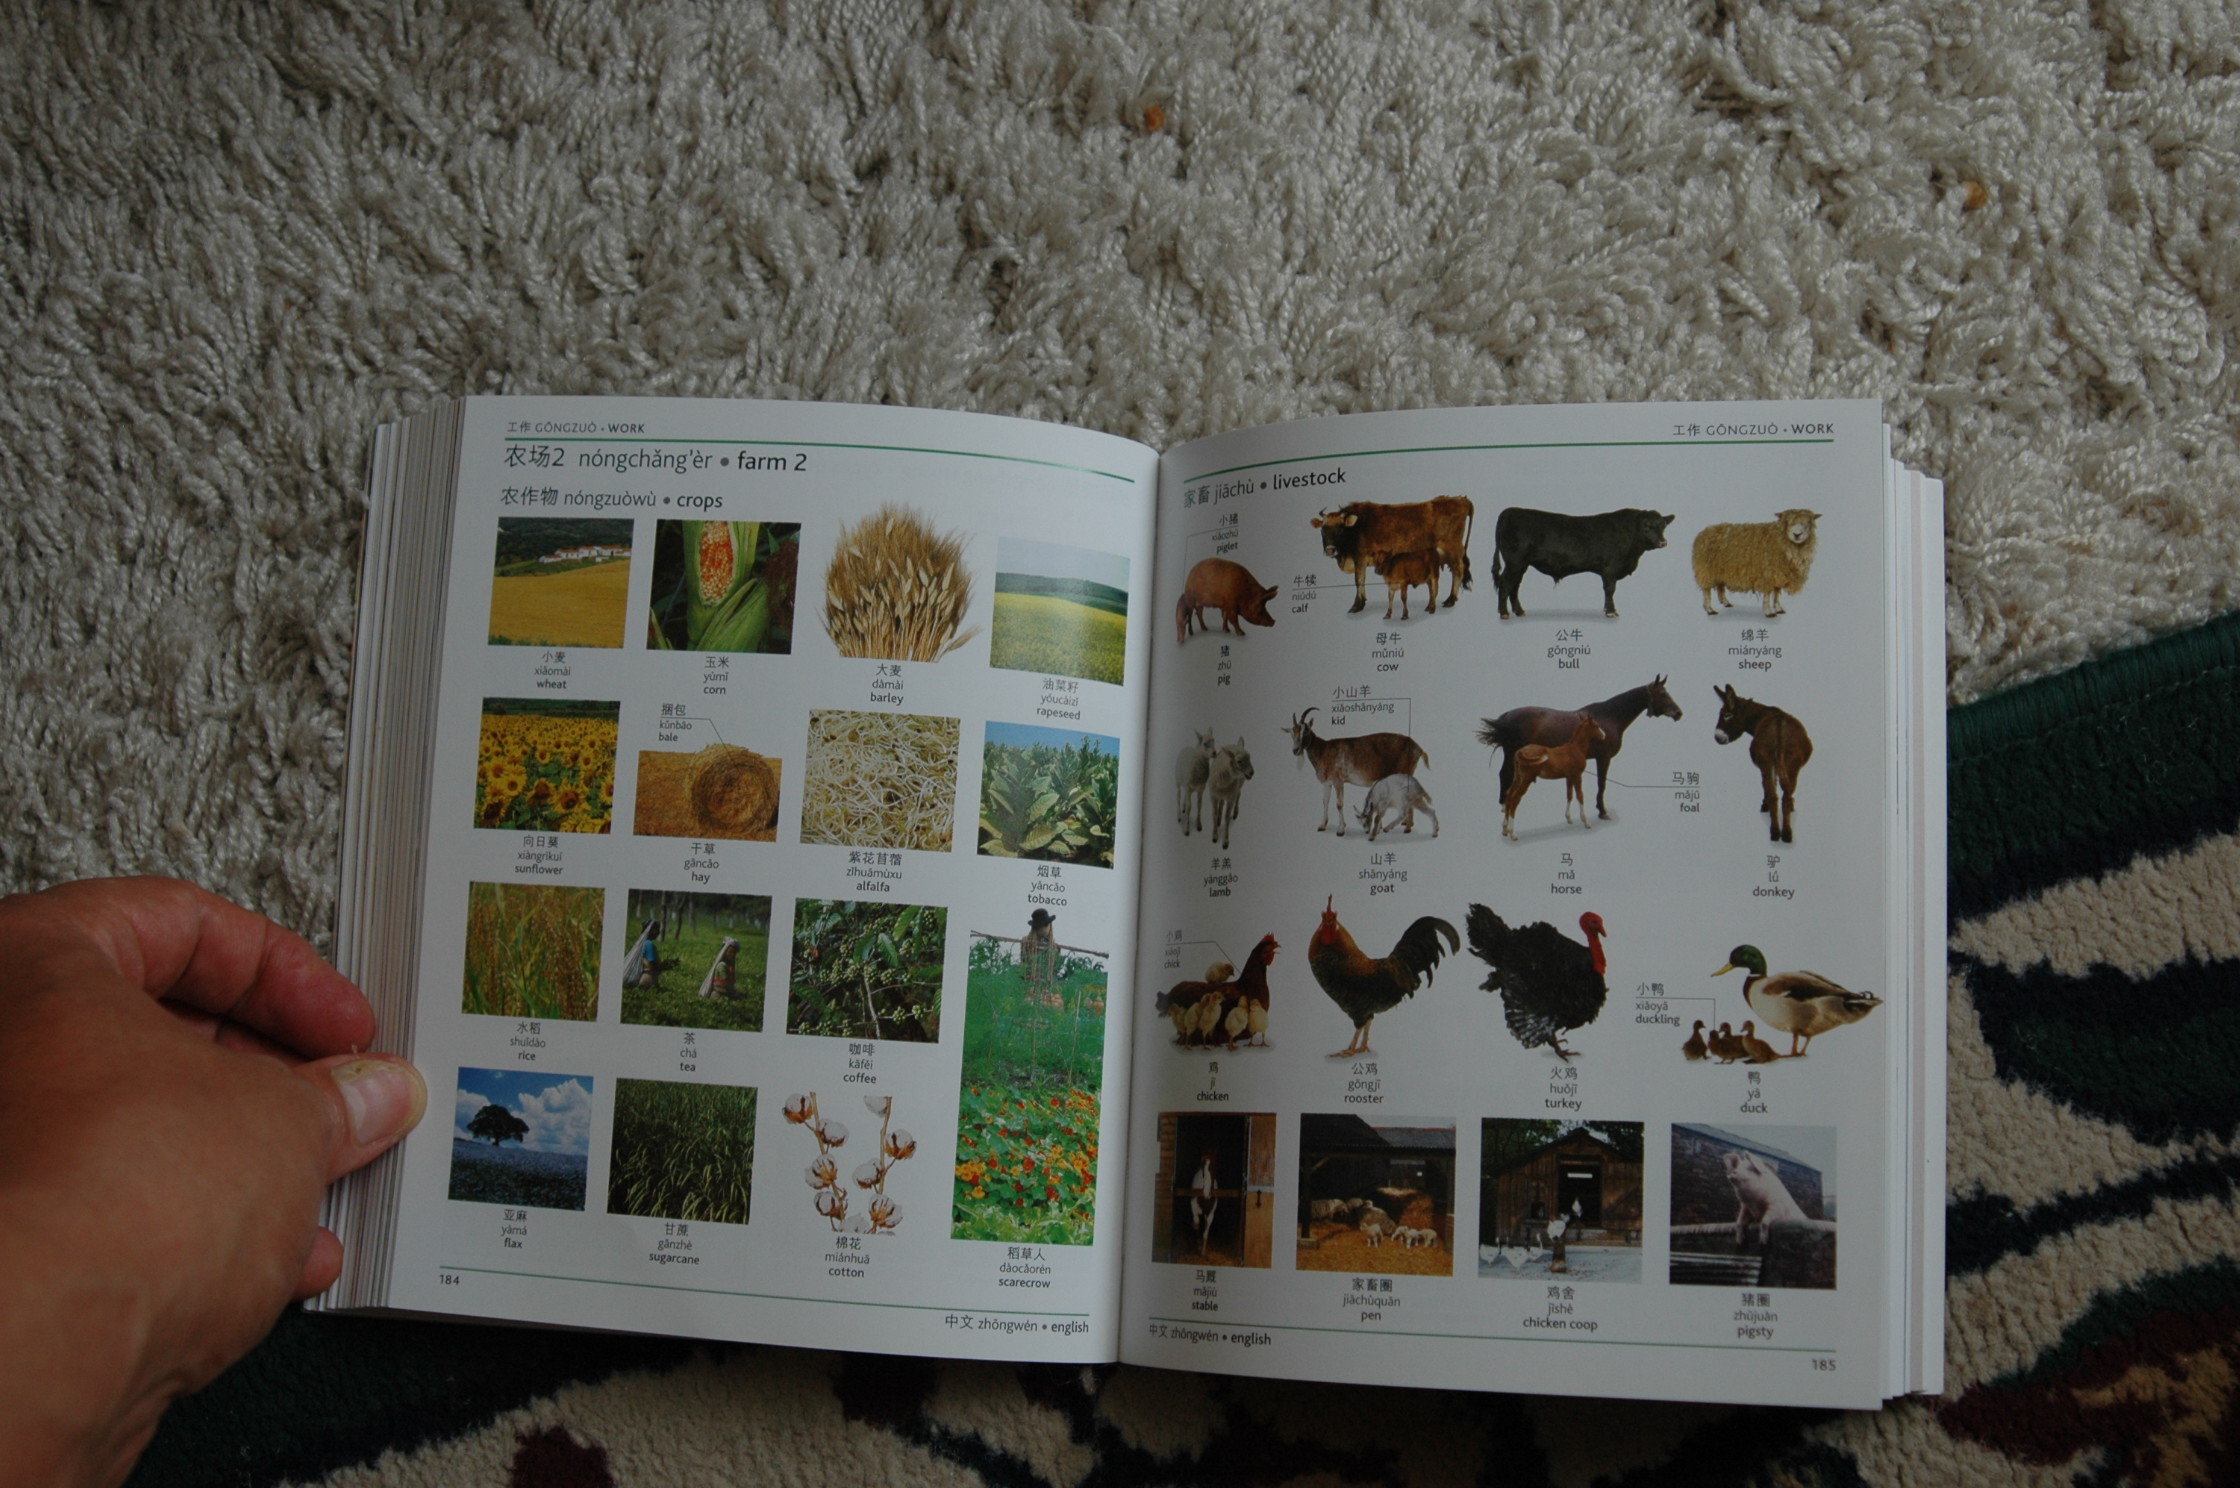 工作 GŌNGZUÒ • WORK
农场2 nóngchǎng'èr • farm 2
农作物 nóngzuòwù • crops
小麦
xiǎomài
wheat
玉米
yùmǐ
corn
大麦
dàmài
barley
油菜籽
yóucàizǐ
rapeseed
向日葵
xiàngrìkuí
sunflower
捆包
kǔnbāo
bale
干草
gāncǎo
hay
紫花苜蓿
zǐhuāmùxu
alfalfa
烟草
yāncǎo
tobacco
水稻
shuǐdào
rice
茶
chá
tea
咖啡
kāfēi
coffee
亚麻
yàmá
flax
甘蔗
gānzhè
sugarcane
棉花
miánhuā
cotton
稻草人
dàocǎorén
scarecrow
184
中文 zhōngwén • english
工作 GŌNGZUÒ • WORK
家畜 jiāchù • livestock
小猪
xiǎozhū
piglet
猪
zhū
pig
牛犊
niúdú
calf
母牛
mǔniú
cow
公牛
gōngniú
bull
绵羊
miányáng
sheep
羊羔
yánggāo
lamb
小山羊
xiǎoshānyáng
kid
山羊
shānyáng
goat
马
mǎ
horse
马驹
mǎjū
foal
驴
lǘ
donkey
小鸡
xiǎojī
chick
鸡
jī
chicken
公鸡
gōngjī
rooster
火鸡
huǒjī
turkey
小鸭
xiǎoyā
duckling
鸭
yā
duck
马厩
mǎjiù
stable
家畜圈
jiāchùquān
pen
鸡舍
jīshè
chicken coop
猪圈
zhūjuàn
pigsty
中文 zhōngwén • english
185